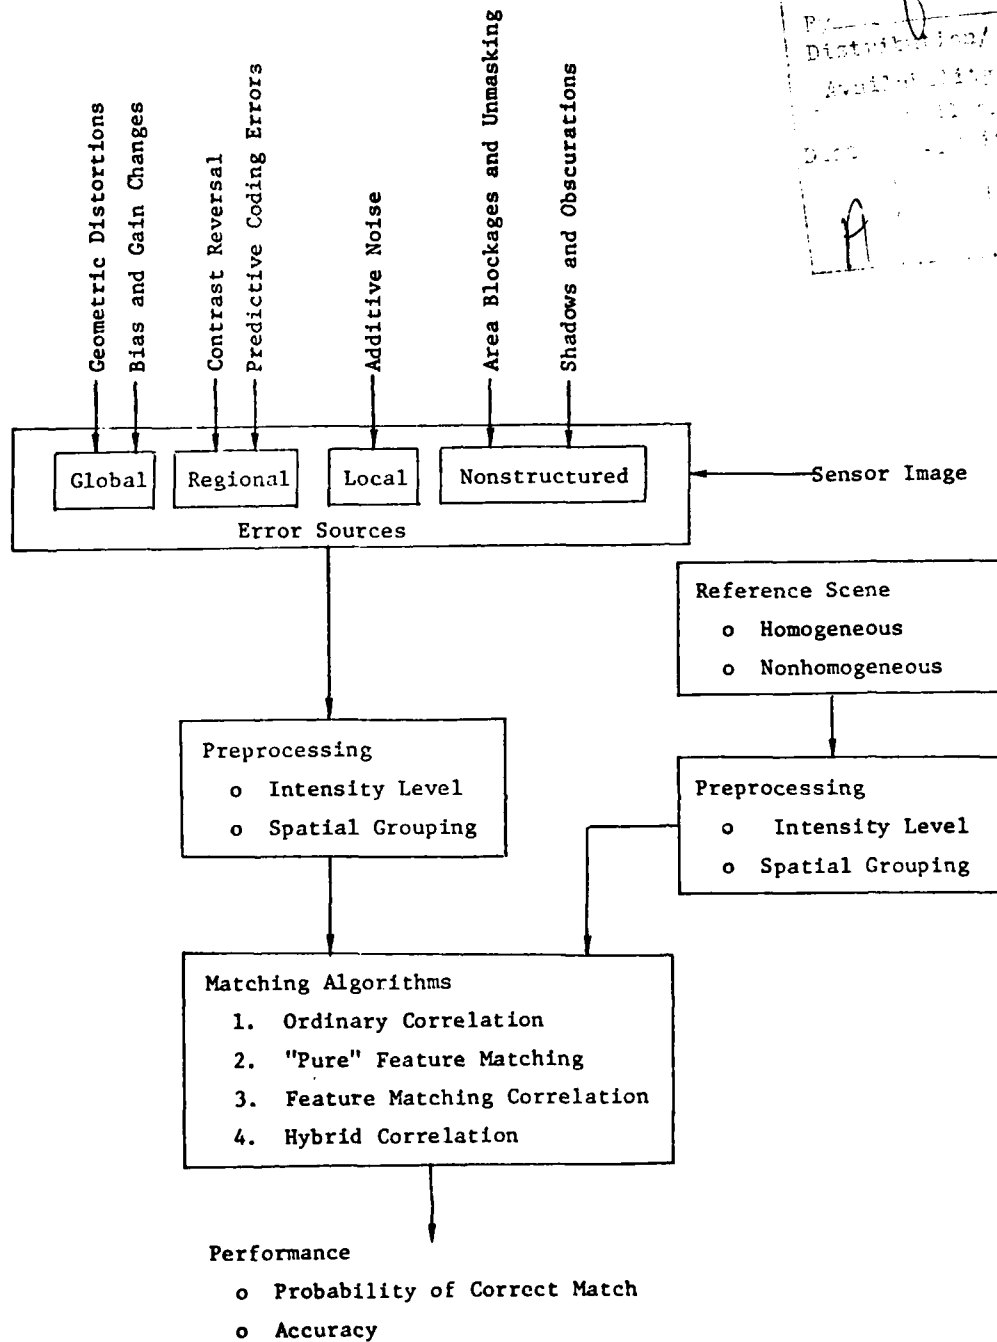 Distribution/
Geometric Distortions
Bias and Gain Changes
Contrast Reversal
Predictive Coding Errors
Additive Noise
Area Blockages and Unmasking
Shadows and Obscurations
Global
Regional
Local
Nonstructured
Error Sources
Sensor Image
Reference Scene
o Homogeneous
o Nonhomogeneous
Preprocessing
o Intensity Level
o Spatial Grouping
Preprocessing
o Intensity Level
o Spatial Grouping
Matching Algorithms
1. Ordinary Correlation
2. "Pure" Feature Matching
3. Feature Matching Correlation
4. Hybrid Correlation
Performance
o Probability of Correct Match
o Accuracy